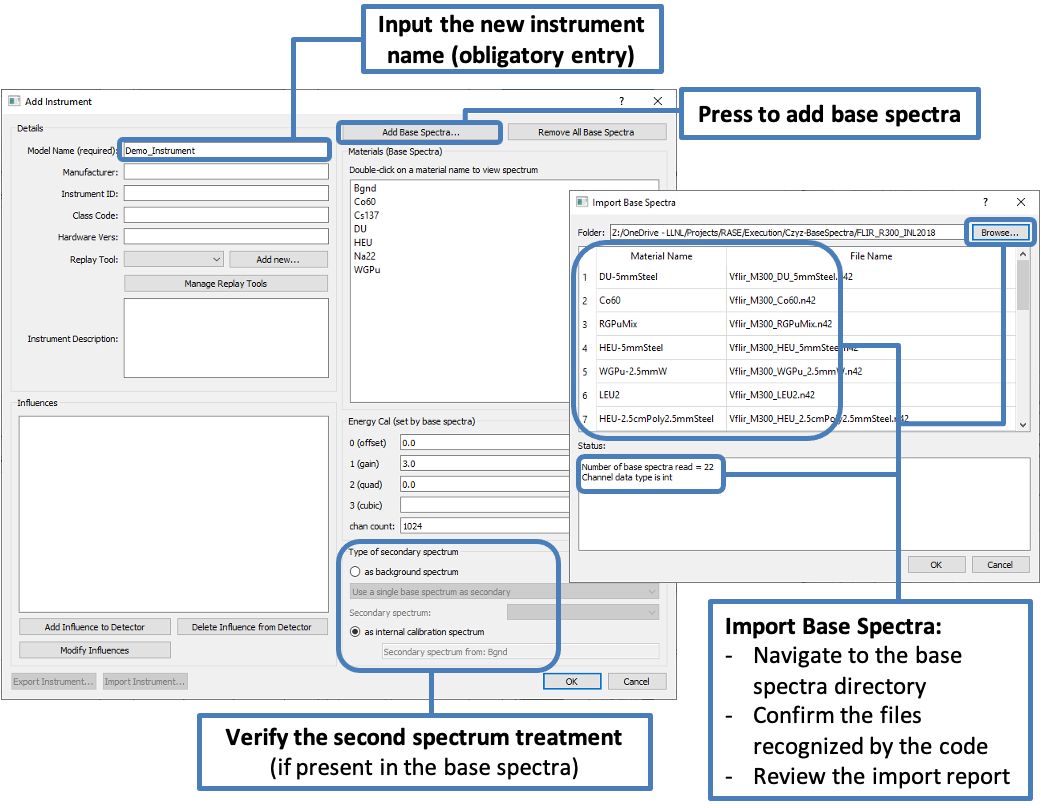 Input the new instrument
name (obligatory entry)
Add Instrument
?
Press to add base spectra
Details
Model Name (required):
Demo_Instrument
Manufacturer:
Instrument ID:
Class Code:
Hardware Vers:
Replay Tool:
Add new...
Manage Replay Tools
Instrument Description:
Influences
Add Influence to Detector
Delete Influence from Detector
Modify Influences
Export Instrument...
Import Instrument...
Add Base Spectra...
Remove All Base Spectra
Materials (Base Spectra)
Double-click on a material name to view spectrum
Bgnd
Co60
Cs137
DU
HEU
Na22
WGPu
Energy Cal (set by base spectra)
0 (offset) 0.0
1 (gain) 3.0
2 (quad) 0.0
3 (cubic)
chan count: 1024
Type of secondary spectrum
as background spectrum
Use a single base spectrum as secondary
Secondary spectrum:
as internal calibration spectrum
Secondary spectrum from: Bgnd
OK
Cancel
Import Base Spectra
?
Folder: Z:/OneDrive - LLNL/Projects/RASE/Execution/Czyz-BaseSpectra/FLIR_R300_INL2018
Browse...
Material Name File Name
1 DU-5mmSteel Vflir_M300_DU_5mmSteel.n42
2 Co60 Vflir_M300_Co60.n42
3 RGPuMix Vflir_M300_RGPuMix.n42
4 HEU-5mmSteel Vflir_M300_HEU_5mmSteel.n42
5 WGPu-2.5mmW Vflir_M300_WGPu_2.5mmW.n42
6 LEU2 Vflir_M300_LEU2.n42
7 HEU-2.5cmPoly2.5mmSteel Vflir_M300_HEU_2.5cmPoly2.5mmSteel.n42
Status:
Number of base spectra read = 22
Channel data type is int
OK
Cancel
Verify the second spectrum treatment
(if present in the base spectra)
Import Base Spectra:
- Navigate to the base
spectra directory
- Confirm the files
recognized by the code
- Review the import report